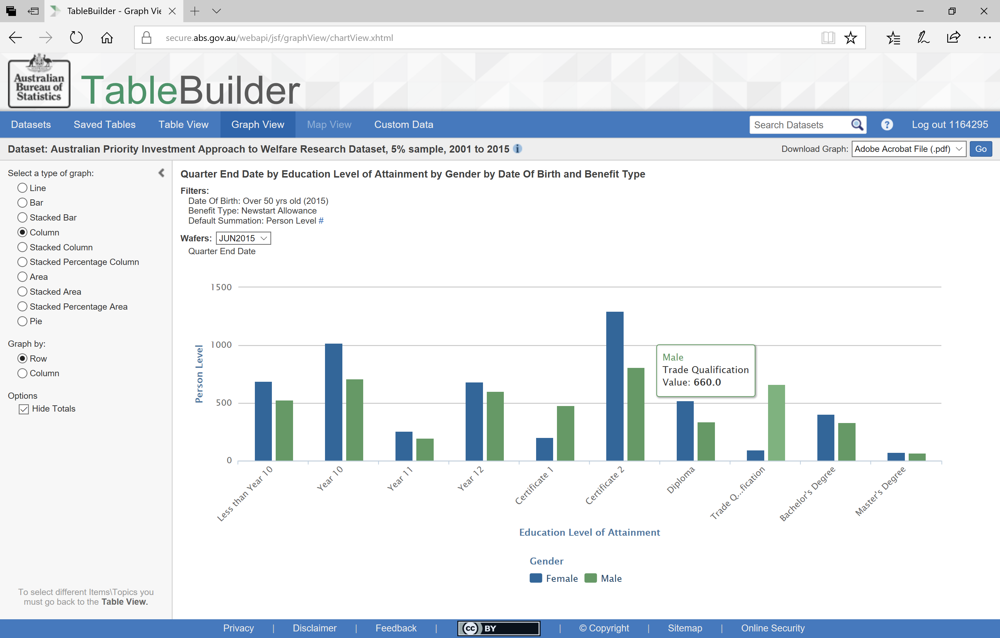 TableBuilder - Graph Vie
secure.abs.gov.au/webapi/jsf/graphView/chartView.xhtml
Australian
Bureau of
Statistics
TableBuilder
Datasets Saved Tables Table View Graph View Map View Custom Data Search Datasets ? Log out 1164295
Dataset: Australian Priority Investment Approach to Welfare Research Dataset, 5% sample, 2001 to 2015 i Download Graph: Adobe Acrobat File (.pdf) Go
Select a type of graph:
Line
Bar
Stacked Bar
Column
Stacked Column
Stacked Percentage Column
Area
Stacked Area
Stacked Percentage Area
Pie
Graph by:
Row
Column
Options
Hide Totals
To select different Items\Topics you
must go back to the Table View.
Quarter End Date by Education Level of Attainment by Gender by Date Of Birth and Benefit Type
Filters:
Date Of Birth: Over 50 yrs old (2015)
Benefit Type: Newstart Allowance
Default Summation: Person Level #
Wafers: JUN2015
Quarter End Date
Person Level
1500
1000
500
0
Male
Trade Qualification
Value: 660.0
Less than Year 10
Year 10
Year 11
Year 12
Certificate 1
Certificate 2
Diploma
Trade Q...fication
Bachelor's Degree
Master's Degree
Education Level of Attainment
Gender
Female Male
Privacy | Disclaimer | Feedback | cc BY | © Copyright | Sitemap | Online Security